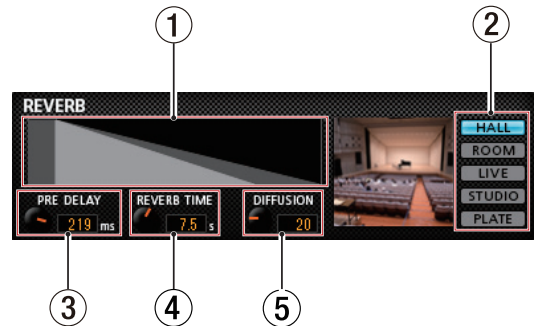 1 2
REVERB
HALL
ROOM
LIVE
STUDIO
PLATE
PRE DELAY
219 ms
REVERB TIME
7.5 s
DIFFUSION
20
3 4 5